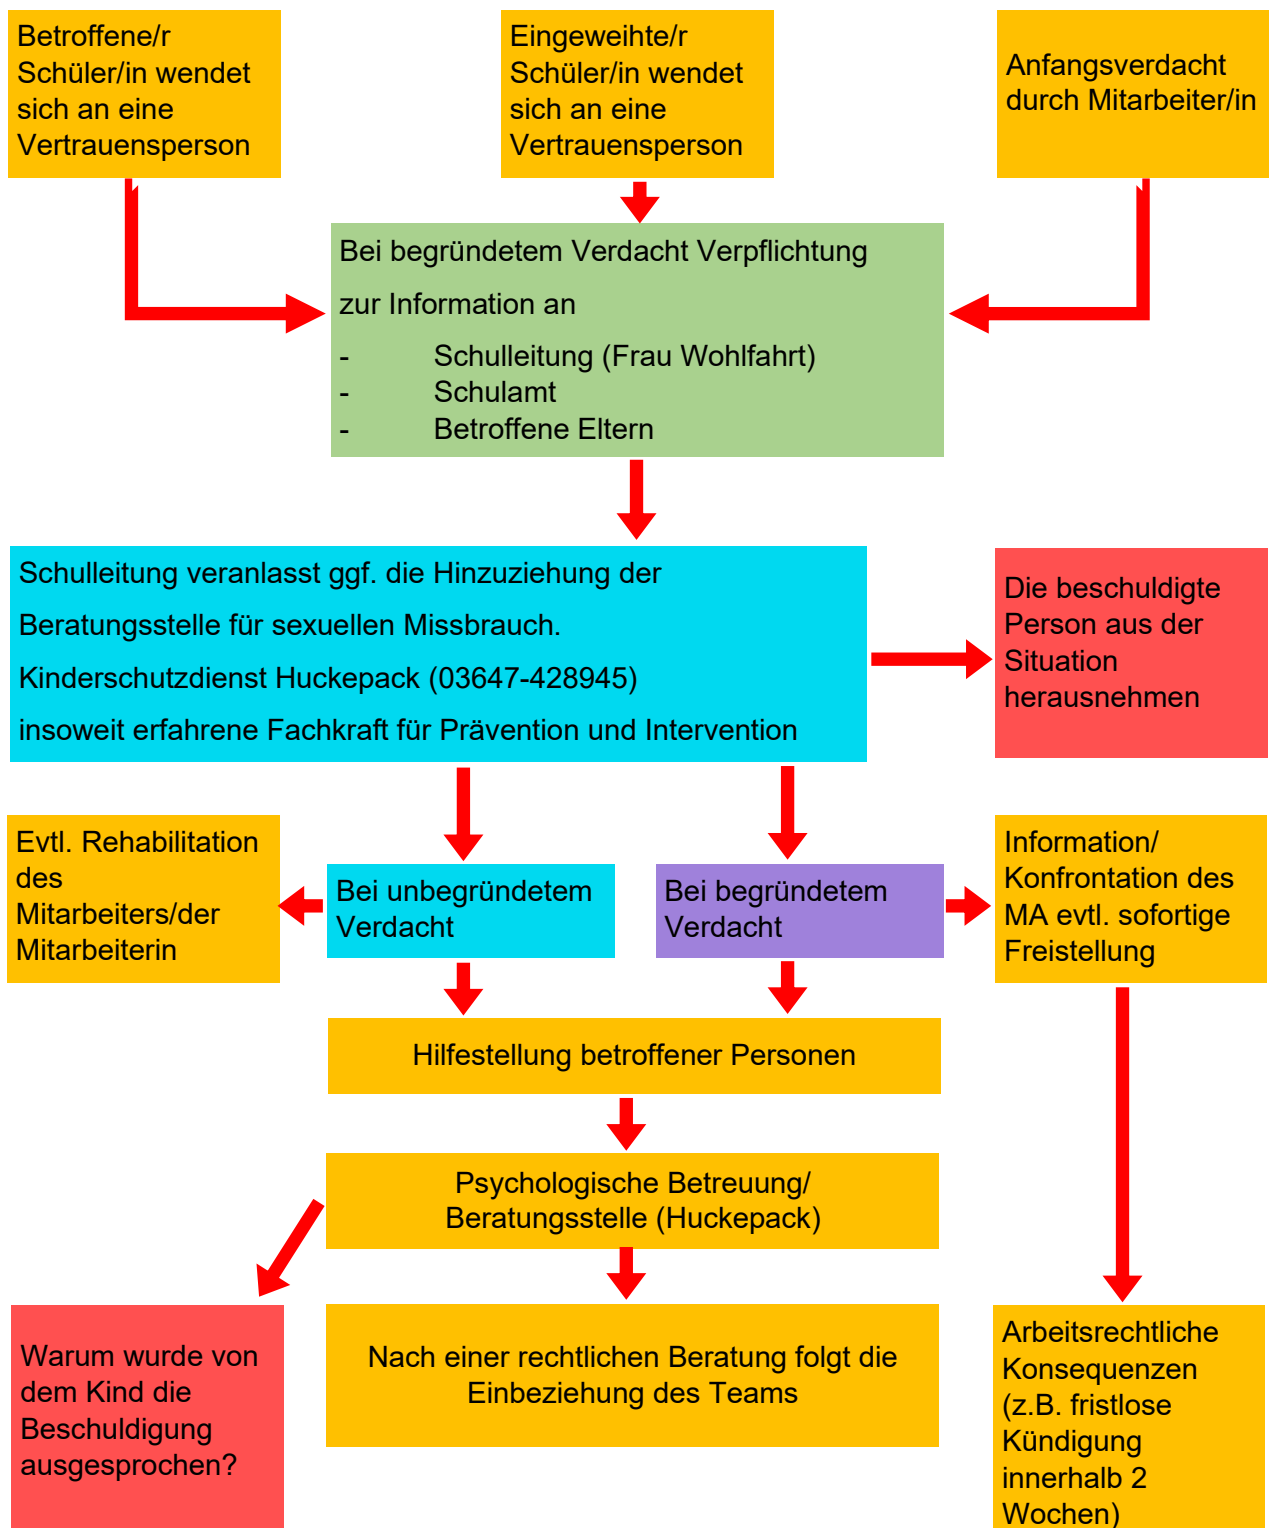 Betroffene/r
Schüler/in wendet
sich an eine
Vertrauensperson
Eingeweihte/r
Schüler/in wendet
sich an eine
Vertrauensperson
Anfangsverdacht
durch Mitarbeiter/in
Bei begründetem Verdacht Verpflichtung
zur Information an
- Schulleitung (Frau Wohlfahrt)
- Schulamt
- Betroffene Eltern
Schulleitung veranlasst ggf. die Hinzuziehung der
Beratungsstelle für sexuellen Missbrauch.
Kinderschutzdienst Huckepack (03647-428945)
insoweit erfahrene Fachkraft für Prävention und Intervention
Die beschuldigte
Person aus der
Situation
herausnehmen
Evtl. Rehabilitation
des
Mitarbeiters/der
Mitarbeiterin
Bei unbegründetem
Verdacht
Bei begründetem
Verdacht
Information/
Konfrontation des
MA evtl. sofortige
Freistellung
Hilfestellung betroffener Personen
Psychologische Betreuung/
Beratungsstelle (Huckepack)
Warum wurde von
dem Kind die
Beschuldigung
ausgesprochen?
Nach einer rechtlichen Beratung folgt die
Einbeziehung des Teams
Arbeitsrechtliche
Konsequenzen
(z.B. fristlose
Kündigung
innerhalb 2
Wochen)